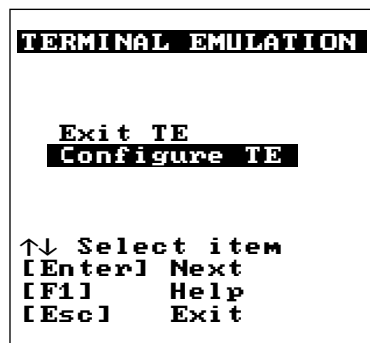 TERMINAL EMULATION
Exit TE
Configure TE
↑↓ Select item
[Enter] Next
[F1] Help
[Esc] Exit